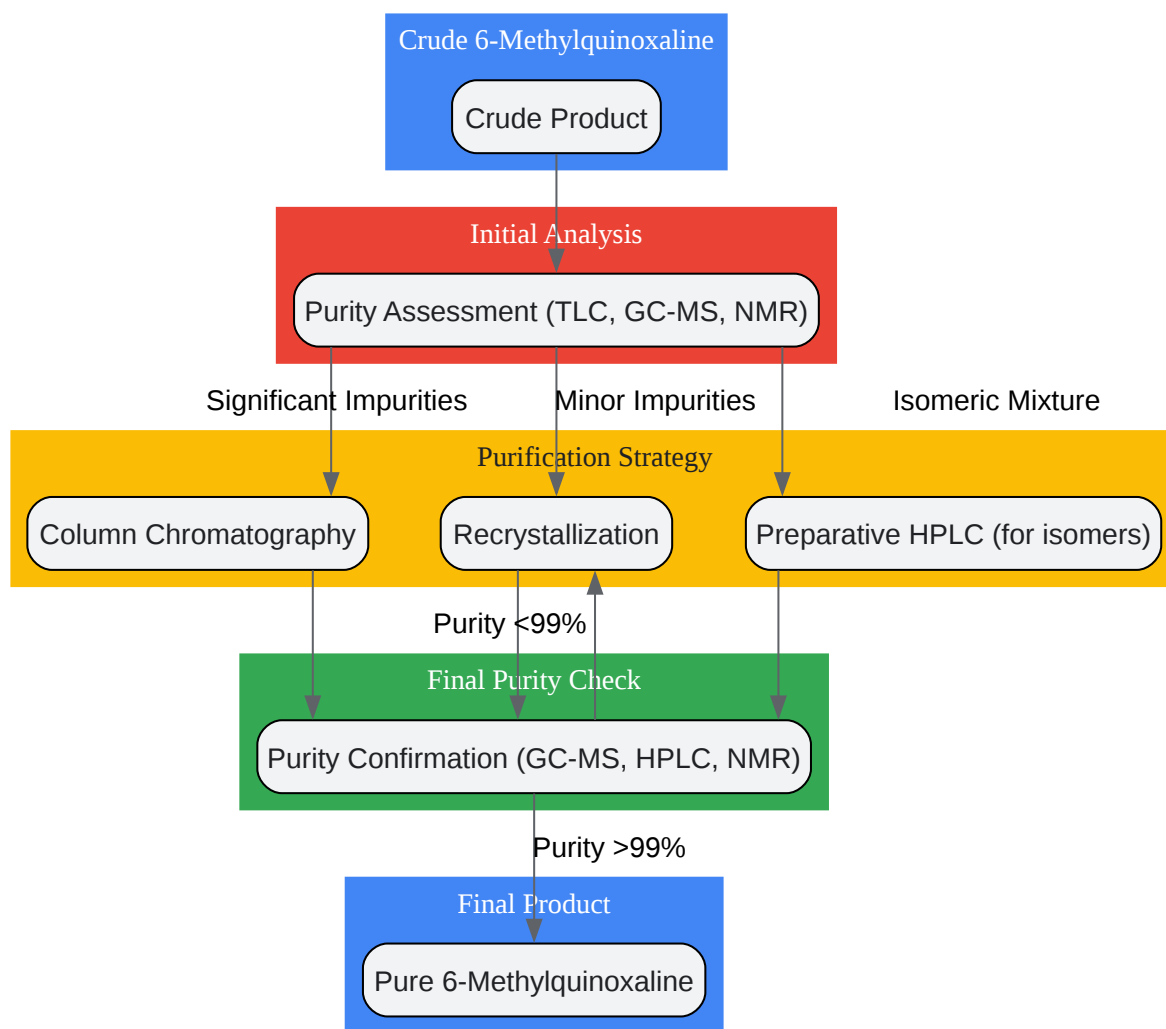 Crude 6-Methylquinoxaline
Crude Product
Initial Analysis
Purity Assessment (TLC, GC-MS, NMR)
Significant Impurities
Minor Impurities
Isomeric Mixture
Purification Strategy
Column Chromatography
Recrystallization
Preparative HPLC (for isomers)
Purity <99%
Final Purity Check
Purity Confirmation (GC-MS, HPLC, NMR)
Purity >99%
Final Product
Pure 6-Methylquinoxaline